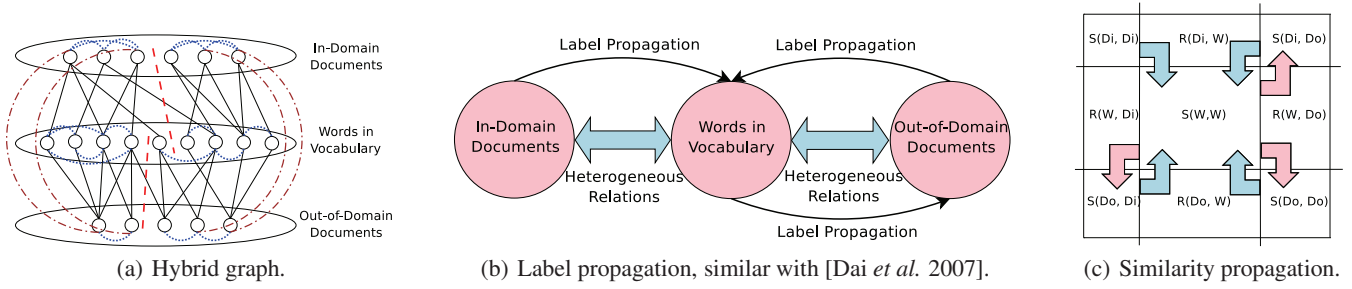 In-Domain
Documents
Words in
Vocabulary
Out-of-Domain
Documents
(a) Hybrid graph.
Label Propagation
Label Propagation
In-Domain
Documents
Words in
Vocabulary
Out-of-Domain
Documents
Heterogeneous
Relations
Heterogeneous
Relations
Label Propagation
(b) Label propagation, similar with [Dai et al. 2007].
S(Di, Di)
R(Di, W)
S(Di, Do)
R(W, Di)
S(W,W)
R(W, Do)
S(Do, Di)
R(Do, W)
S(Do, Do)
(c) Similarity propagation.